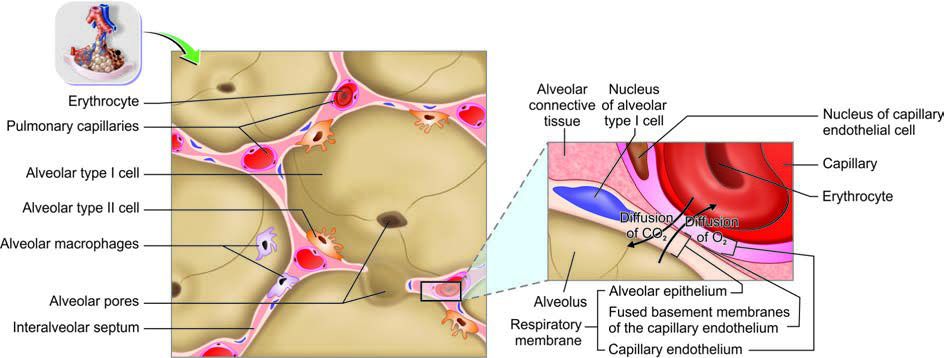 Erythrocyte
Pulmonary capillaries
Alveolar type I cell
Alveolar type II cell
Alveolar macrophages
Alveolar pores
Interalveolar septum
Alveolar
connective
tissue
Nucleus
of alveolar
type I cell
Nucleus of capillary
endothelial cell
Capillary
Erythrocyte
Diffusion
of CO₂
Diffusion
of O₂
Alveolus
Respiratory
membrane
Alveolar epithelium
Fused basement membranes
of the capillary endothelium
Capillary endothelium